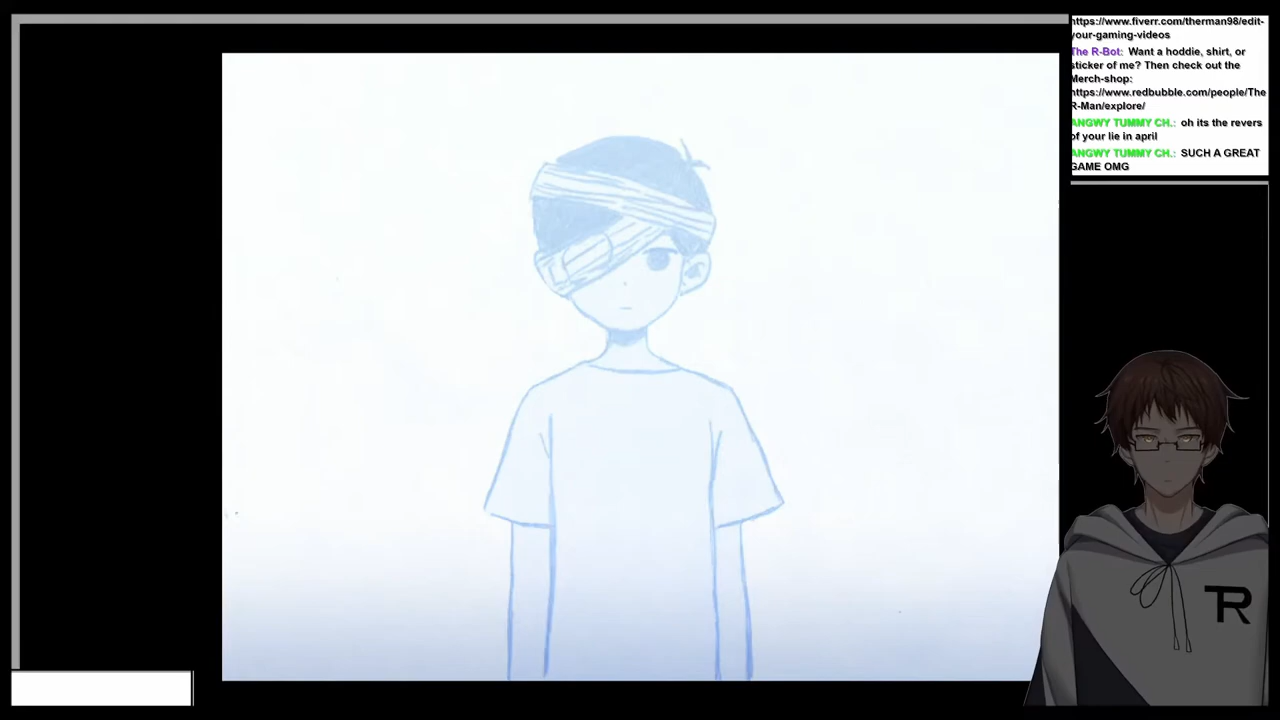 https://www.fiverr.com/therman98/edit-
your-gaming-videos
The R-Bot: Want a hoddie, shirt, or
sticker of me? Then check out the
Merch-shop:
https://www.redbubble.com/people/The
R-Man/explore/
ANGWY TUMMY CH.: oh its the revers
of your lie in april
ANGWY TUMMY CH.: SUCH A GREAT
GAME OMG
TR